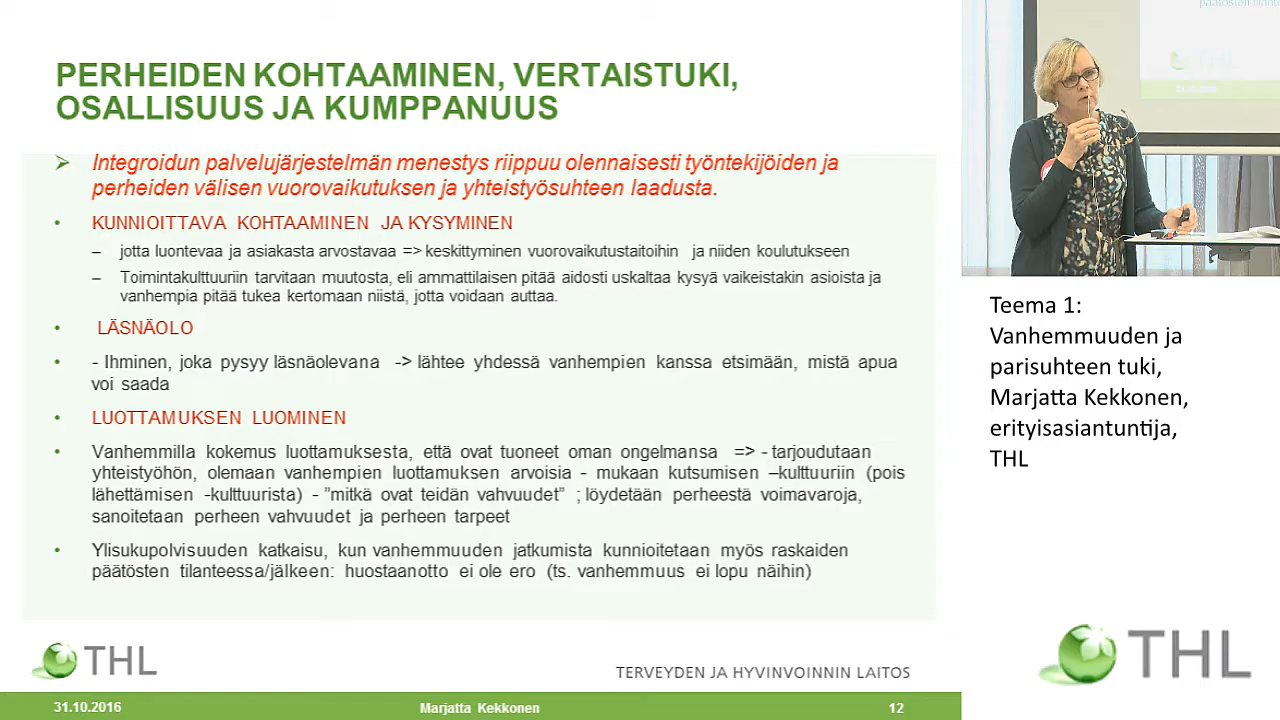 PERHEIDEN KOHTAAMINEN, VERTAISTUKI,
OSALLISUUS JA KUMPPANUUS
Integroidun palvelujärjestelmän menestys riippuu olennaisesti työntekijöiden ja
perheiden välisen vuorovaikutuksen ja yhteistyösuhteen laadusta.
• KUNNIOITTAVA KOHTAAMINEN JA KYSYMINEN
– jotta luontevaa ja asiakasta arvostavaa => keskittyminen vuorovaikutustaitoihin ja niiden koulutukseen
– Toimintakulttuuriin tarvitaan muutosta, eli ammattilaisen pitää aidosti uskaltaa kysyä vaikeistakin asioista ja
vanhempia pitää tukea kertomaan niistä, jotta voidaan auttaa.
• LÄSNÄOLO
• - Ihminen, joka pysyy läsnäolevana -> lähtee yhdessä vanhempien kanssa etsimään, mistä apua
voi saada
• LUOTTAMUKSEN LUOMINEN
• Vanhemmilla kokemus luottamuksesta, että ovat tuoneet oman ongelmansa => - tarjoudutaan
yhteistyöhön, olemaan vanhempien luottamuksen arvoisia - mukaan kutsumisen –kulttuuriin (pois
lähettämisen -kulttuurista) - ”mitkä ovat teidän vahvuudet” ; löydetään perheestä voimavaroja,
sanoitetaan perheen vahvuudet ja perheen tarpeet
• Ylisukupolvisuuden katkaisu, kun vanhemmuuden jatkumista kunnioitetaan myös raskaiden
päätösten tilanteessa/jälkeen: huostaanotto ei ole ero (ts. vanhemmuus ei lopu näihin)
THL
TERVEYDEN JA HYVINVOINNIN LAITOS
31.10.2016
Marjatta Kekkonen
12
päätösten tilante
THL
Teema 1:
Vanhemmuuden ja
parisuhteen tuki,
Marjatta Kekkonen,
erityisasiantuntija,
THL
THL